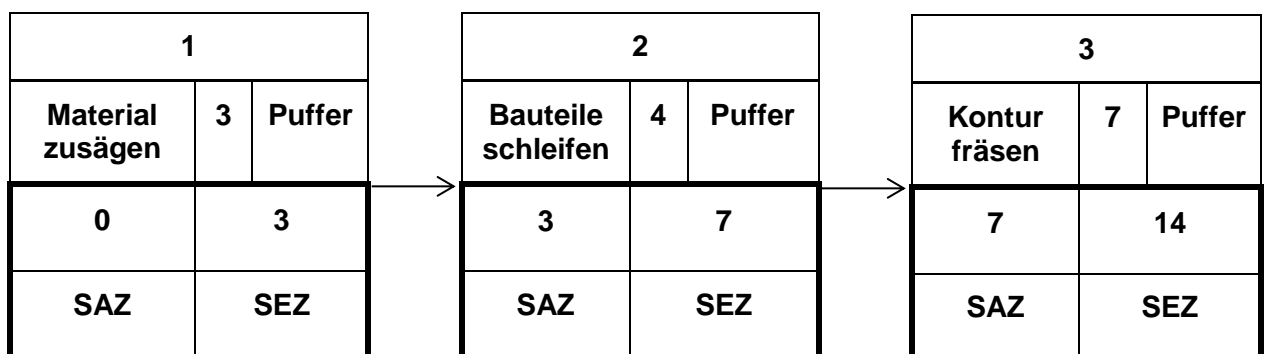 1
Material
zusägen
3
Puffer
0
3
SAZ
SEZ
2
Bauteile
schleifen
4
Puffer
3
7
SAZ
SEZ
3
Kontur
fräsen
7
Puffer
7
14
SAZ
SEZ